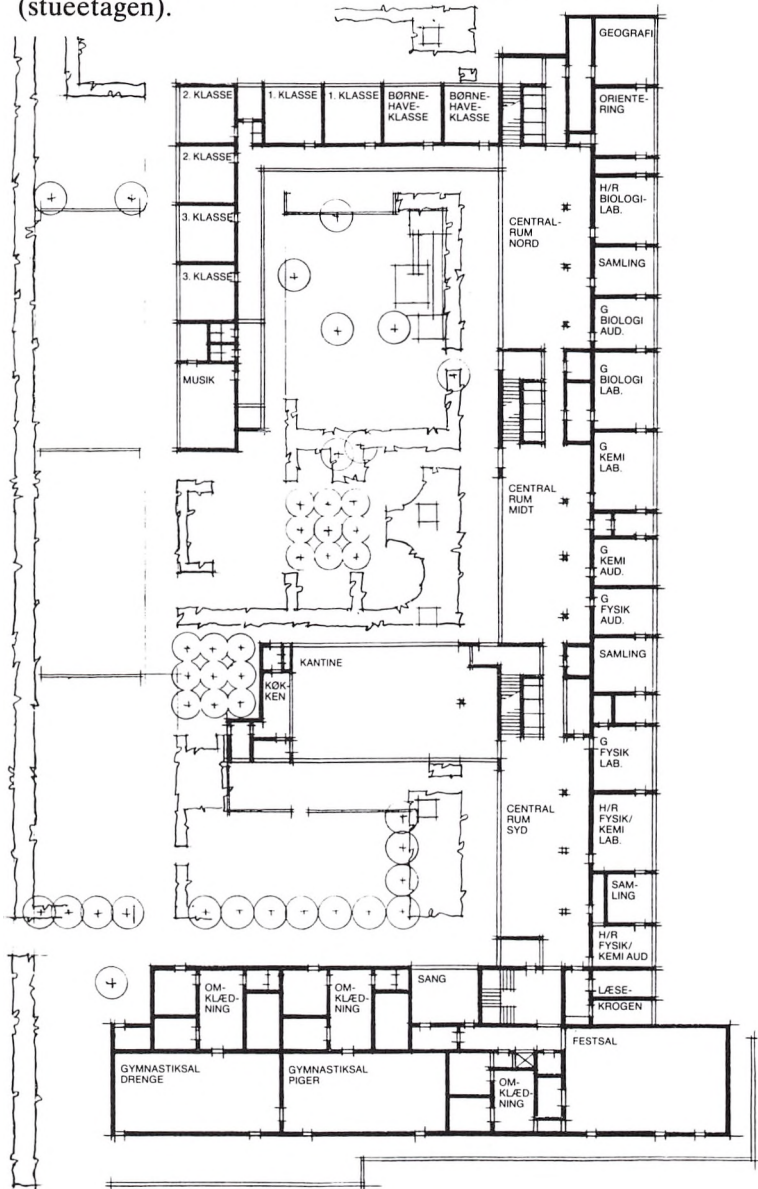 (stueetagen).
GEOGRAFI
2. KLASSE
1. KLASSE
1. KLASSE
BØRNE-
HAVE-
KLASSE
BØRNE-
HAVE-
KLASSE
ORIENTE-
RING
2. KLASSE
H/R
BIOLOGI-
LAB.
3. KLASSE
CENTRAL-
RUM
NORD
SAMLING
3. KLASSE
G
BIOLOGI
AUD.
MUSIK
G
BIOLOGI
LAB.
G
KEMI
LAB.
CENTRAL
RUM
MIDT
G
KEMI
AUD.
G
FYSIK
AUD.
SAMLING
KANTINE
KØK-
KEN
G
FYSIK
LAB.
CENTRAL
RUM
SYD
H/R
FYSIK/
KEMI
LAB.
SAM-
LING
H/R
FYSIK/
KEMI AUD
OM-
KLÆD-
NING
OM-
KLÆD-
NING
SANG
LÆSE-
KROGEN
GYMNASTIKSAL
DRENGE
GYMNASTIKSAL
PIGER
OM-
KLÆD-
NING
FESTSAL